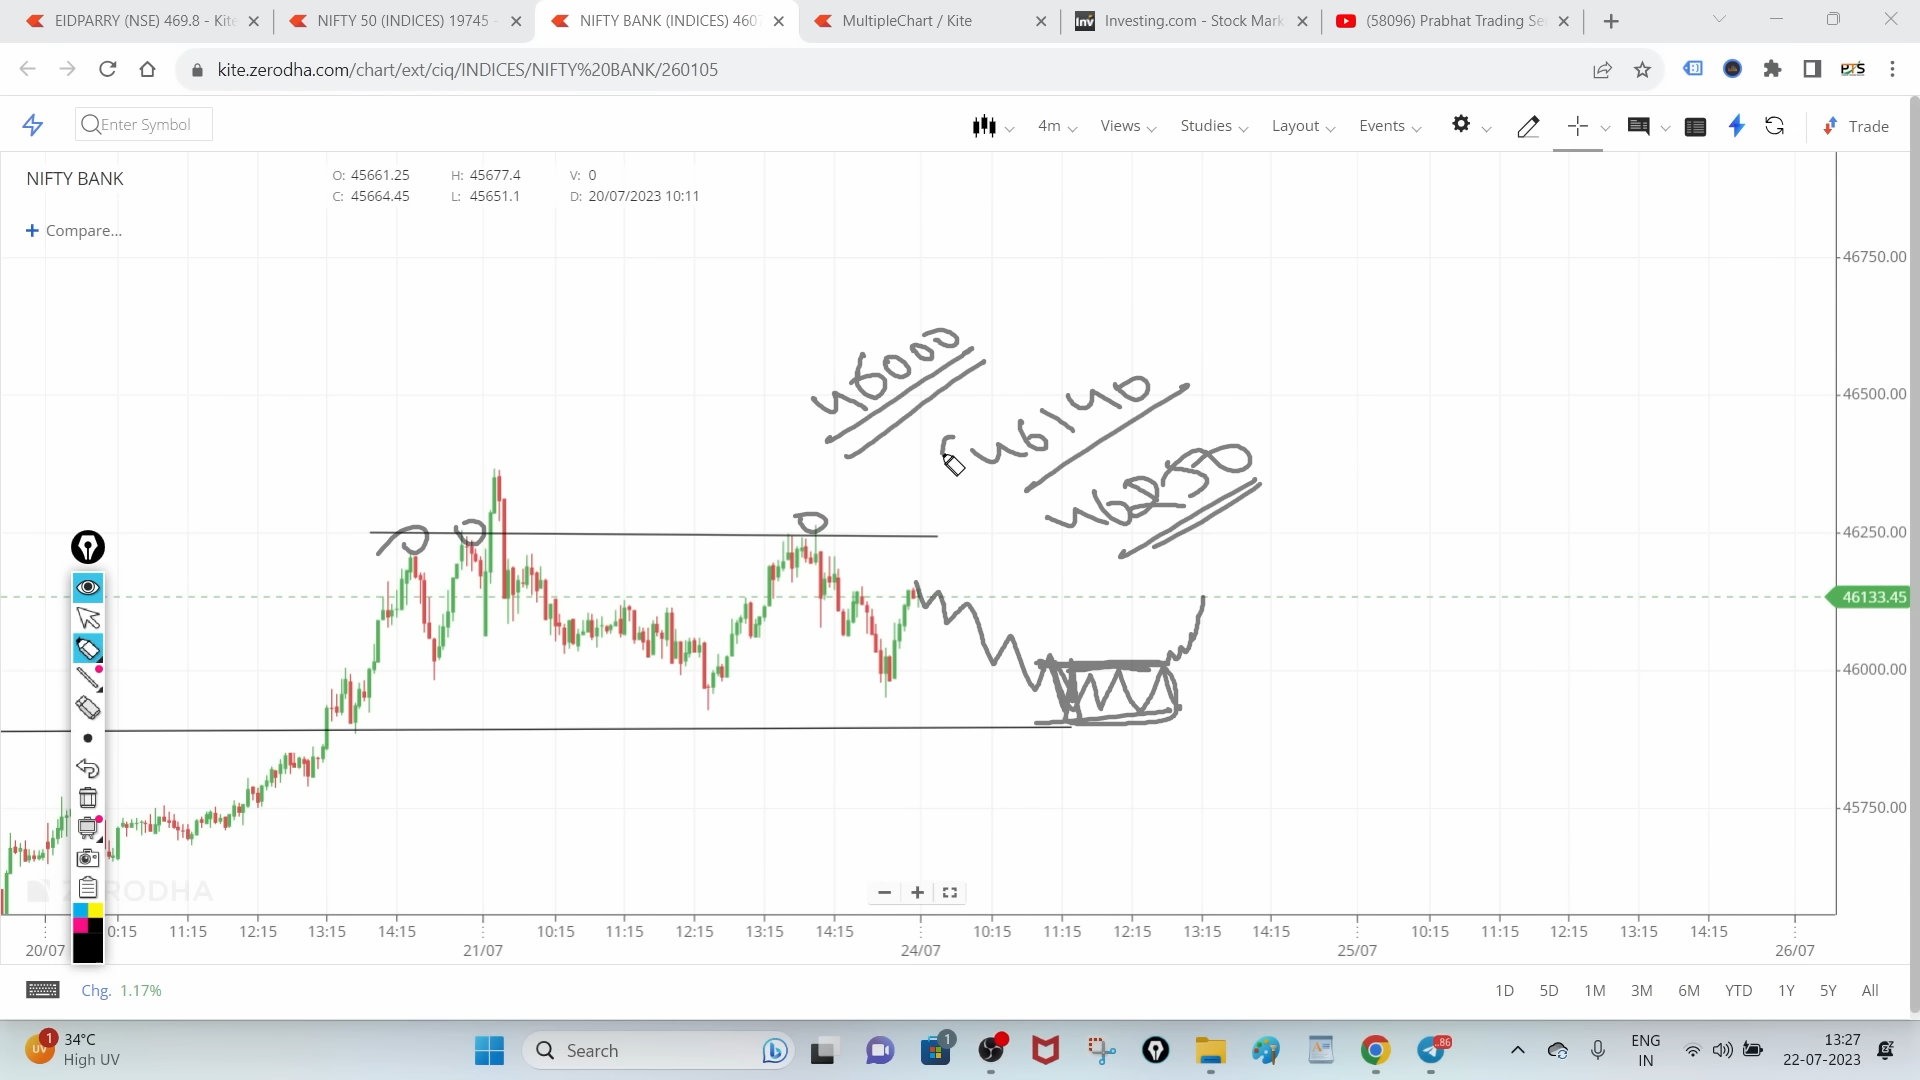 EIDPARRY (NSE) 469.8 - Kite
NIFTY 50 (INDICES) 19745 -
NIFTY BANK (INDICES) 4607
MultipleChart / Kite
Investing.com - Stock Mark
(58096) Prabhat Trading Se
kite.zerodha.com/chart/ext/ciq/INDICES/NIFTY%20BANK/260105
PTS
Enter Symbol
4m
Views
Studies
Layout
Events
Trade
NIFTY BANK
O: 45661.25 H: 45677.4 V: 0
C: 45664.45 L: 45651.1 D: 20/07/2023 10:11
+ Compare...
46750.00
46000
46140
46500.00
46250
46250.00
46133.45
46000.00
45750.00
ZERODHA
0:15 11:15 12:15 13:15 14:15 10:15 11:15 12:15 13:15 14:15 10:15 11:15 12:15 13:15 14:15 10:15 11:15 12:15 13:15 14:15
20/07 21/07 24/07 25/07 26/07
Chg. 1.17%
1D 5D 1M 3M 6M YTD 1Y 5Y All
UV
1
34°C
High UV
Search
1
86
ENG
IN
13:27
22-07-2023